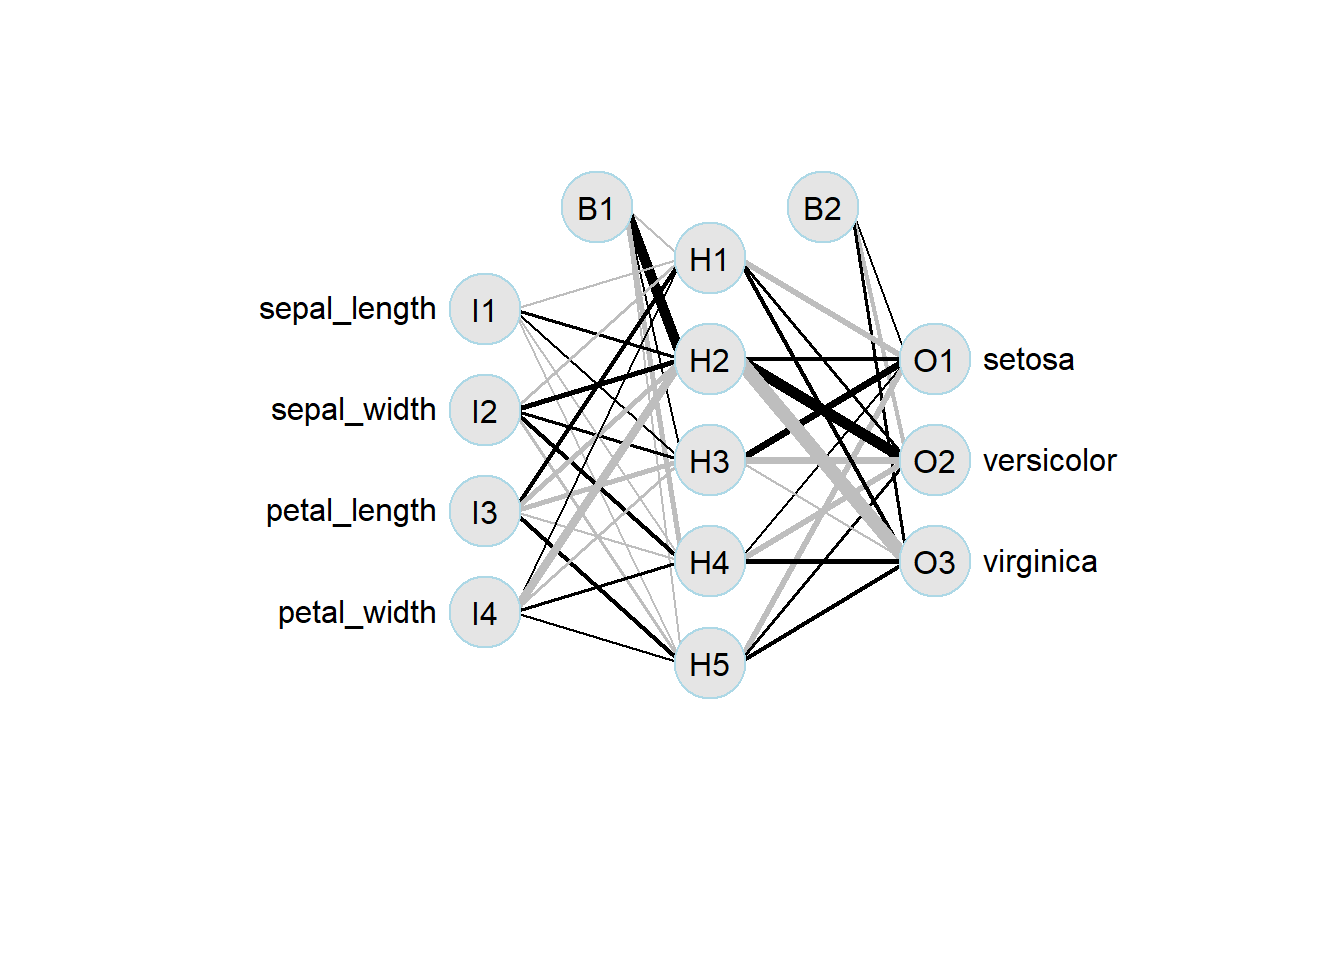 B1
B2
H1
sepal_length I1
H2
O1 setosa
sepal_width I2
H3
O2 versicolor
petal_length I3
H4
O3 virginica
petal_width I4
H5